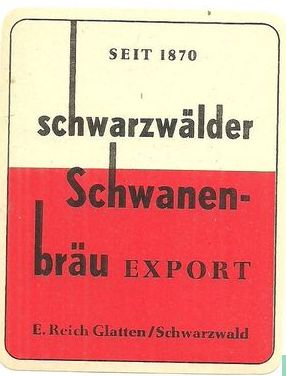 SEIT 1870
schwarzwälder
Schwanen-
bräu EXPORT
E. Reich Glatten/Schwarzwald